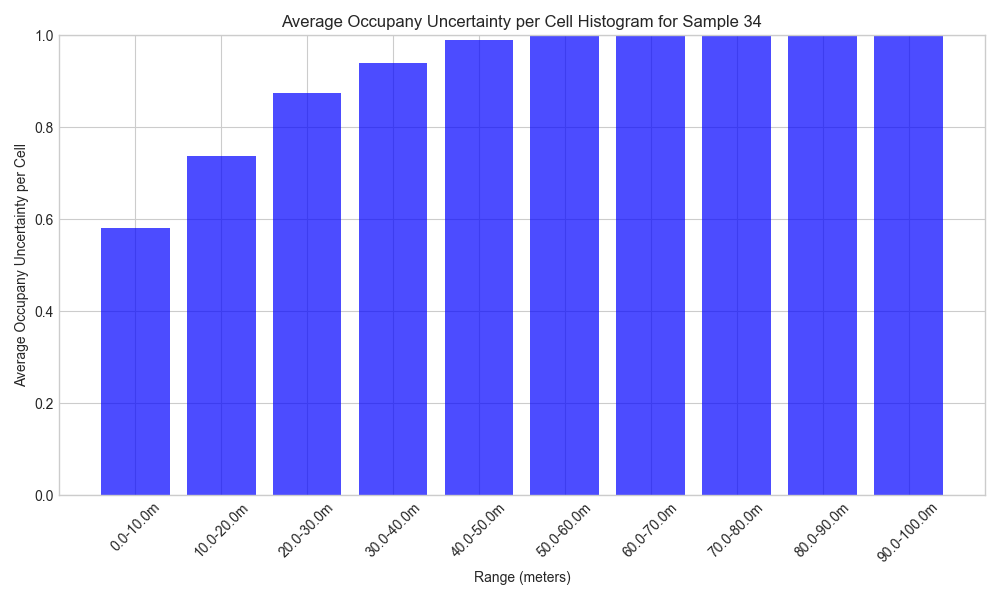 Average Occupany Uncertainty per Cell Histogram for Sample 34
Average Occupany Uncertainty per Cell
1.0
0.8
0.6
0.4
0.2
0.0
0.0-10.0m
10.0-20.0m
20.0-30.0m
30.0-40.0m
40.0-50.0m
50.0-60.0m
60.0-70.0m
70.0-80.0m
80.0-90.0m
90.0-100.0m
Range (meters)